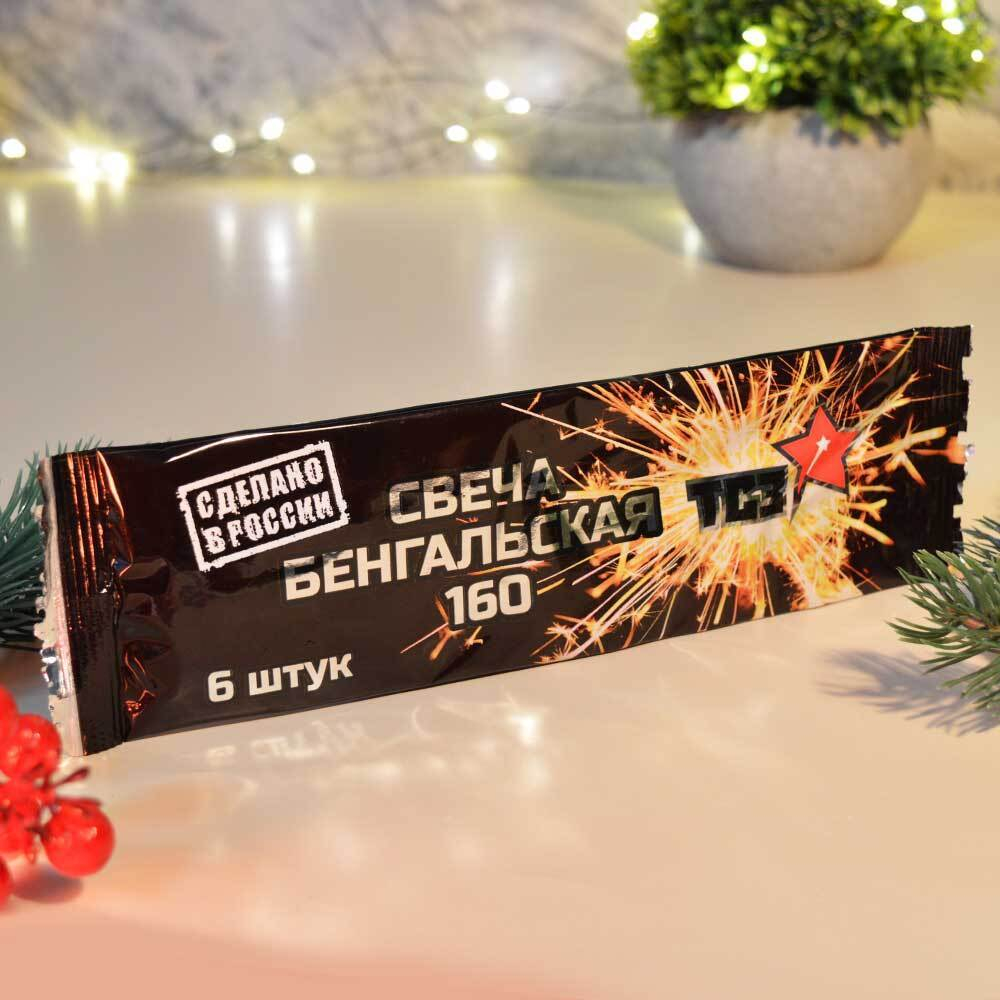 СДЕЛАНО
В РОССИИ
СВЕЧА
БЕНГАЛЬСКАЯ
160
6 штук